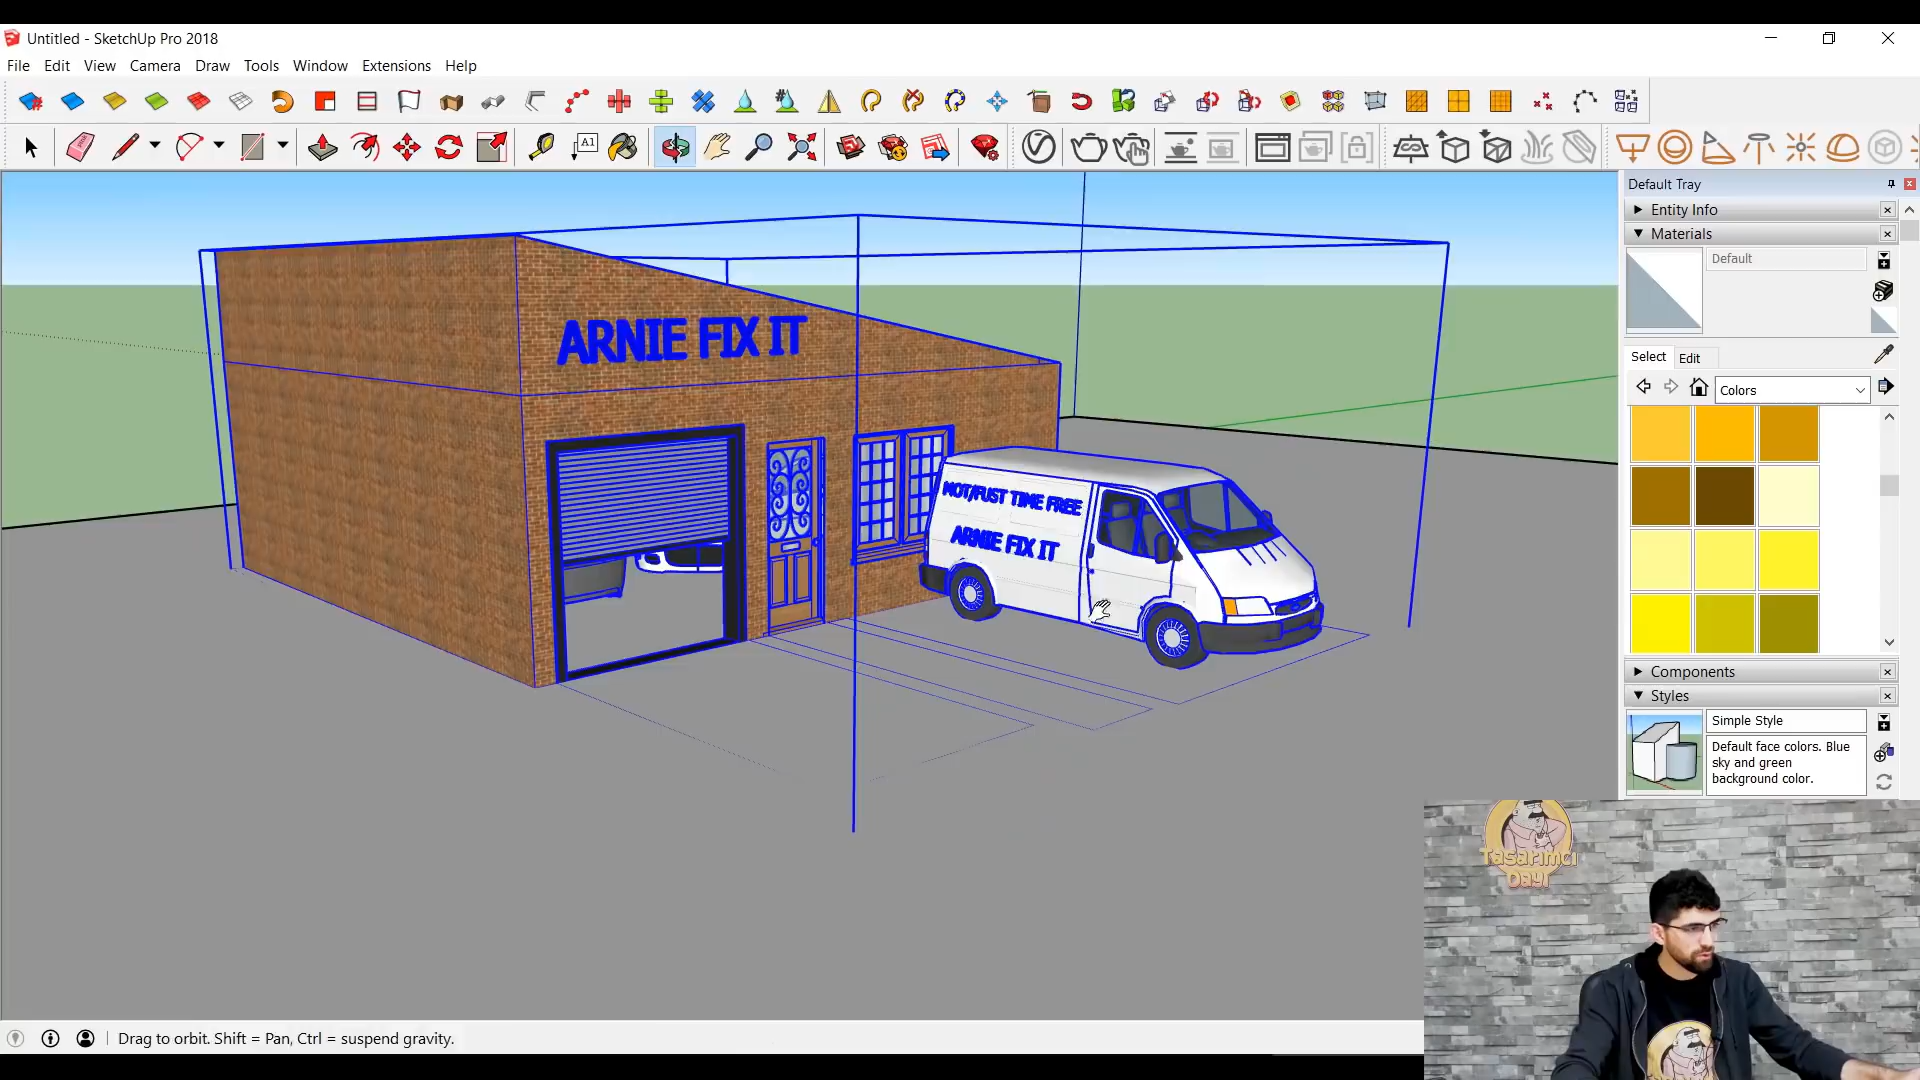 Untitled - SketchUp Pro 2018
File Edit View Camera Draw Tools Window Extensions Help
A1
Default Tray
Entity Info
Materials
Default
Select Edit
Colors
Components
Styles
Simple Style
Default face colors. Blue
sky and green
background color.
ARNIE FIX IT
MOT/FUST TIME FREE
ARNIE FIX IT
Tasarımcı
Dayı
Drag to orbit. Shift = Pan, Ctrl = suspend gravity.